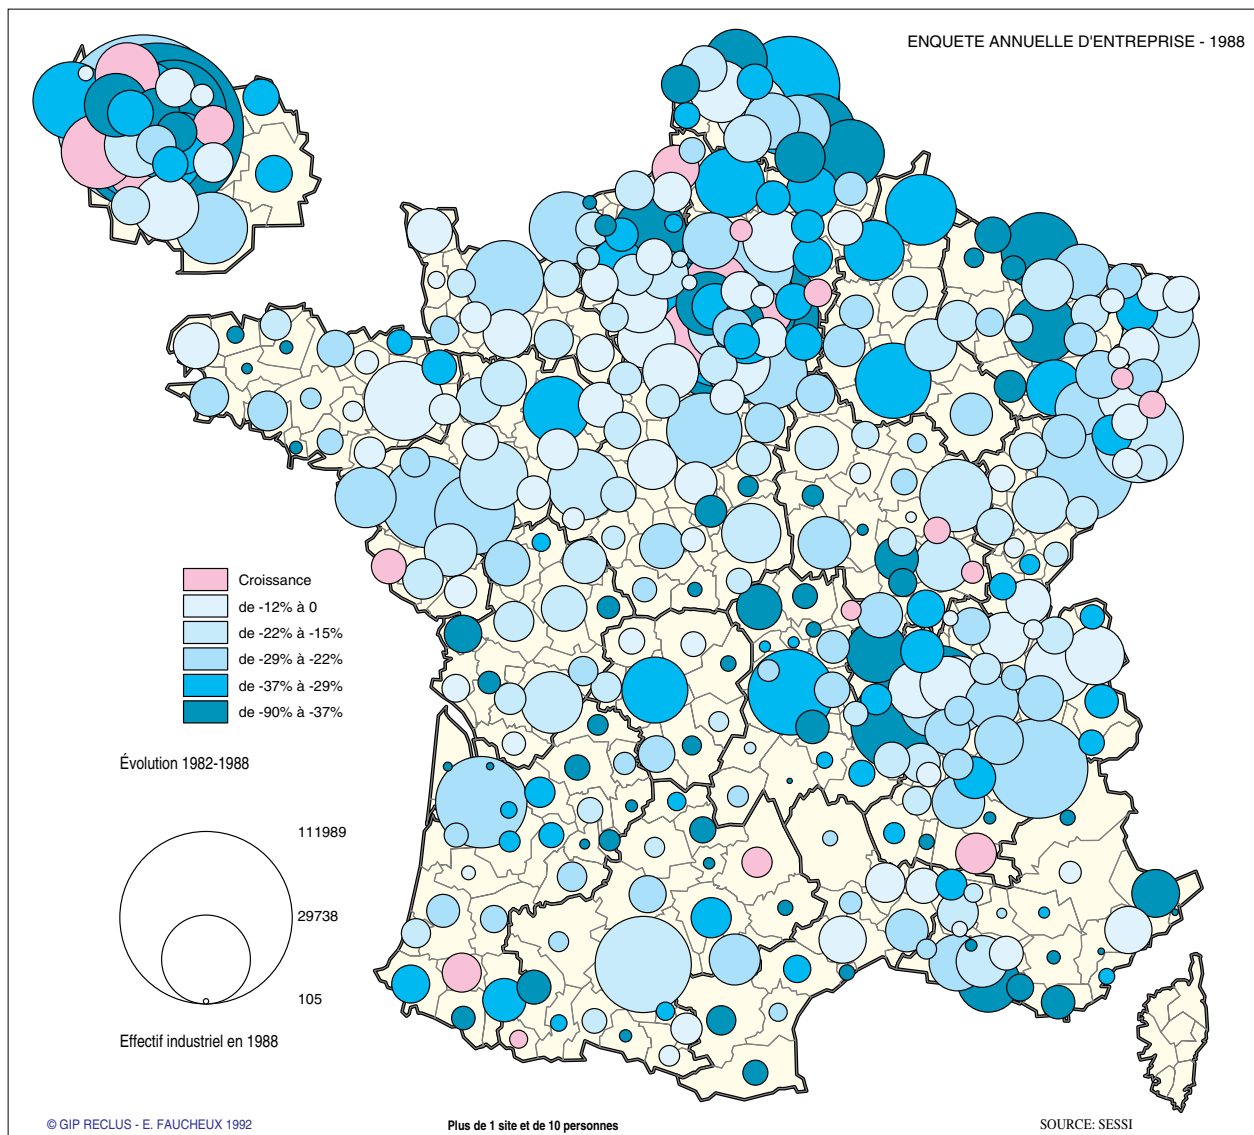 ENQUETE ANNUELLE D'ENTREPRISE - 1988
Croissance
de -12% à 0
de -22% à -15%
de -29% à -22%
de -37% à -29%
de -90% à -37%
Évolution 1982-1988
111989
29738
105
Effectif industriel en 1988
© GIP RECLUS - E. FAUCHEUX 1992
Plus de 1 site et de 10 personnes
SOURCE: SESSI